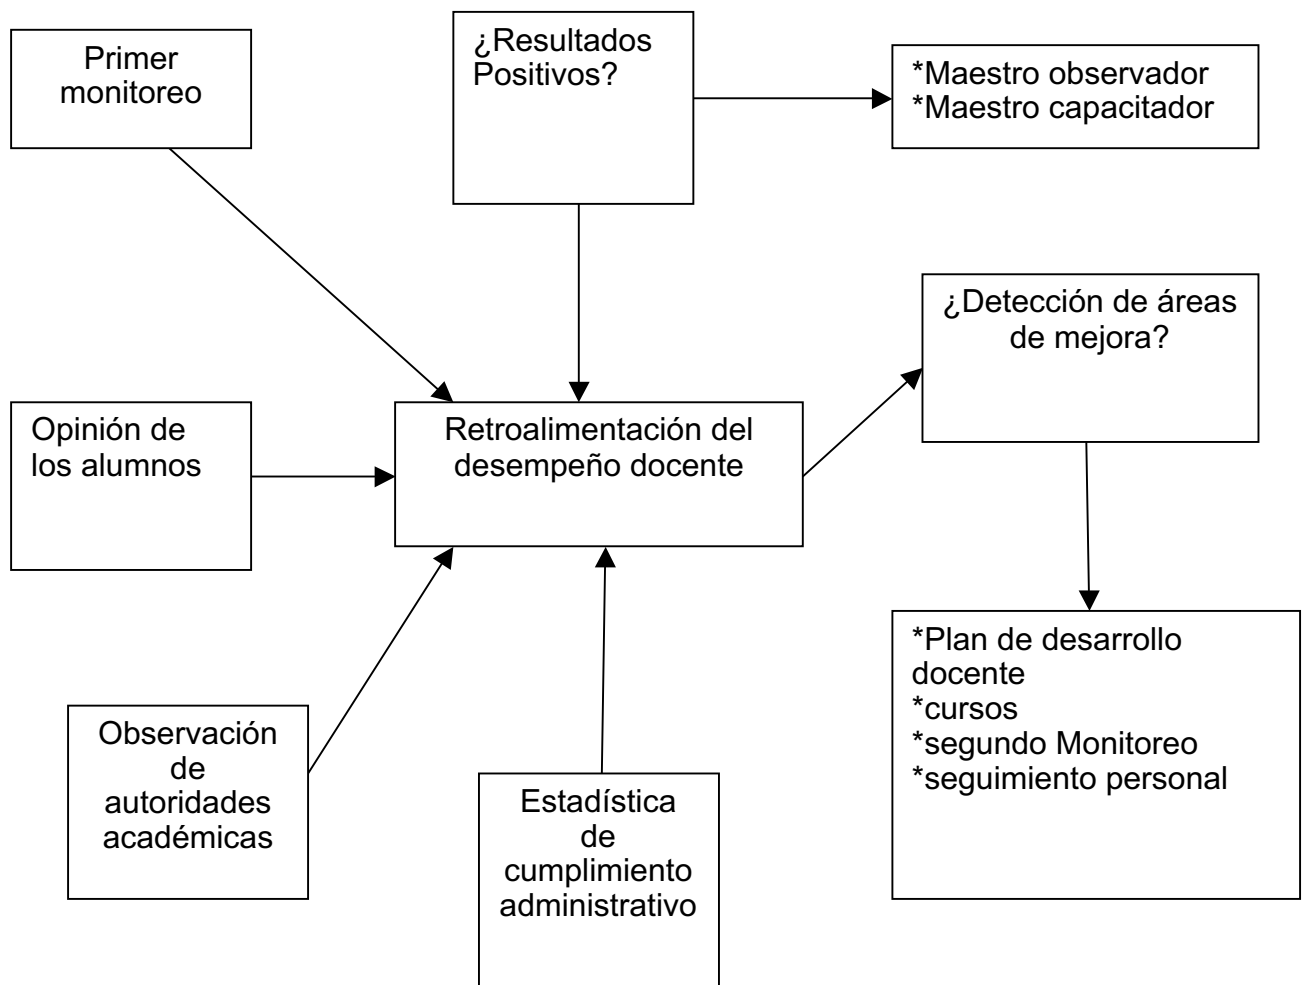 Primer
monitoreo
¿Resultados
Positivos?
*Maestro observador
*Maestro capacitador
¿Detección de áreas
de mejora?
Opinión de
los alumnos
Retroalimentación del
desempeño docente
*Plan de desarrollo
docente
*cursos
*segundo Monitoreo
*seguimiento personal
Observación
de
autoridades
académicas
Estadística
de
cumplimiento
administrativo